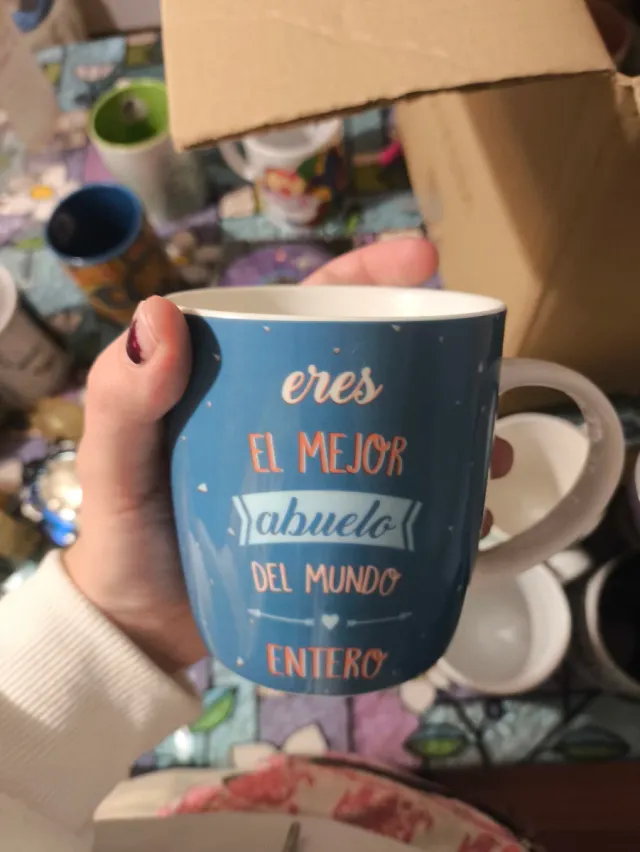 eres
EL MEJOR
abuelo
DEL MUNDO
ENTERO